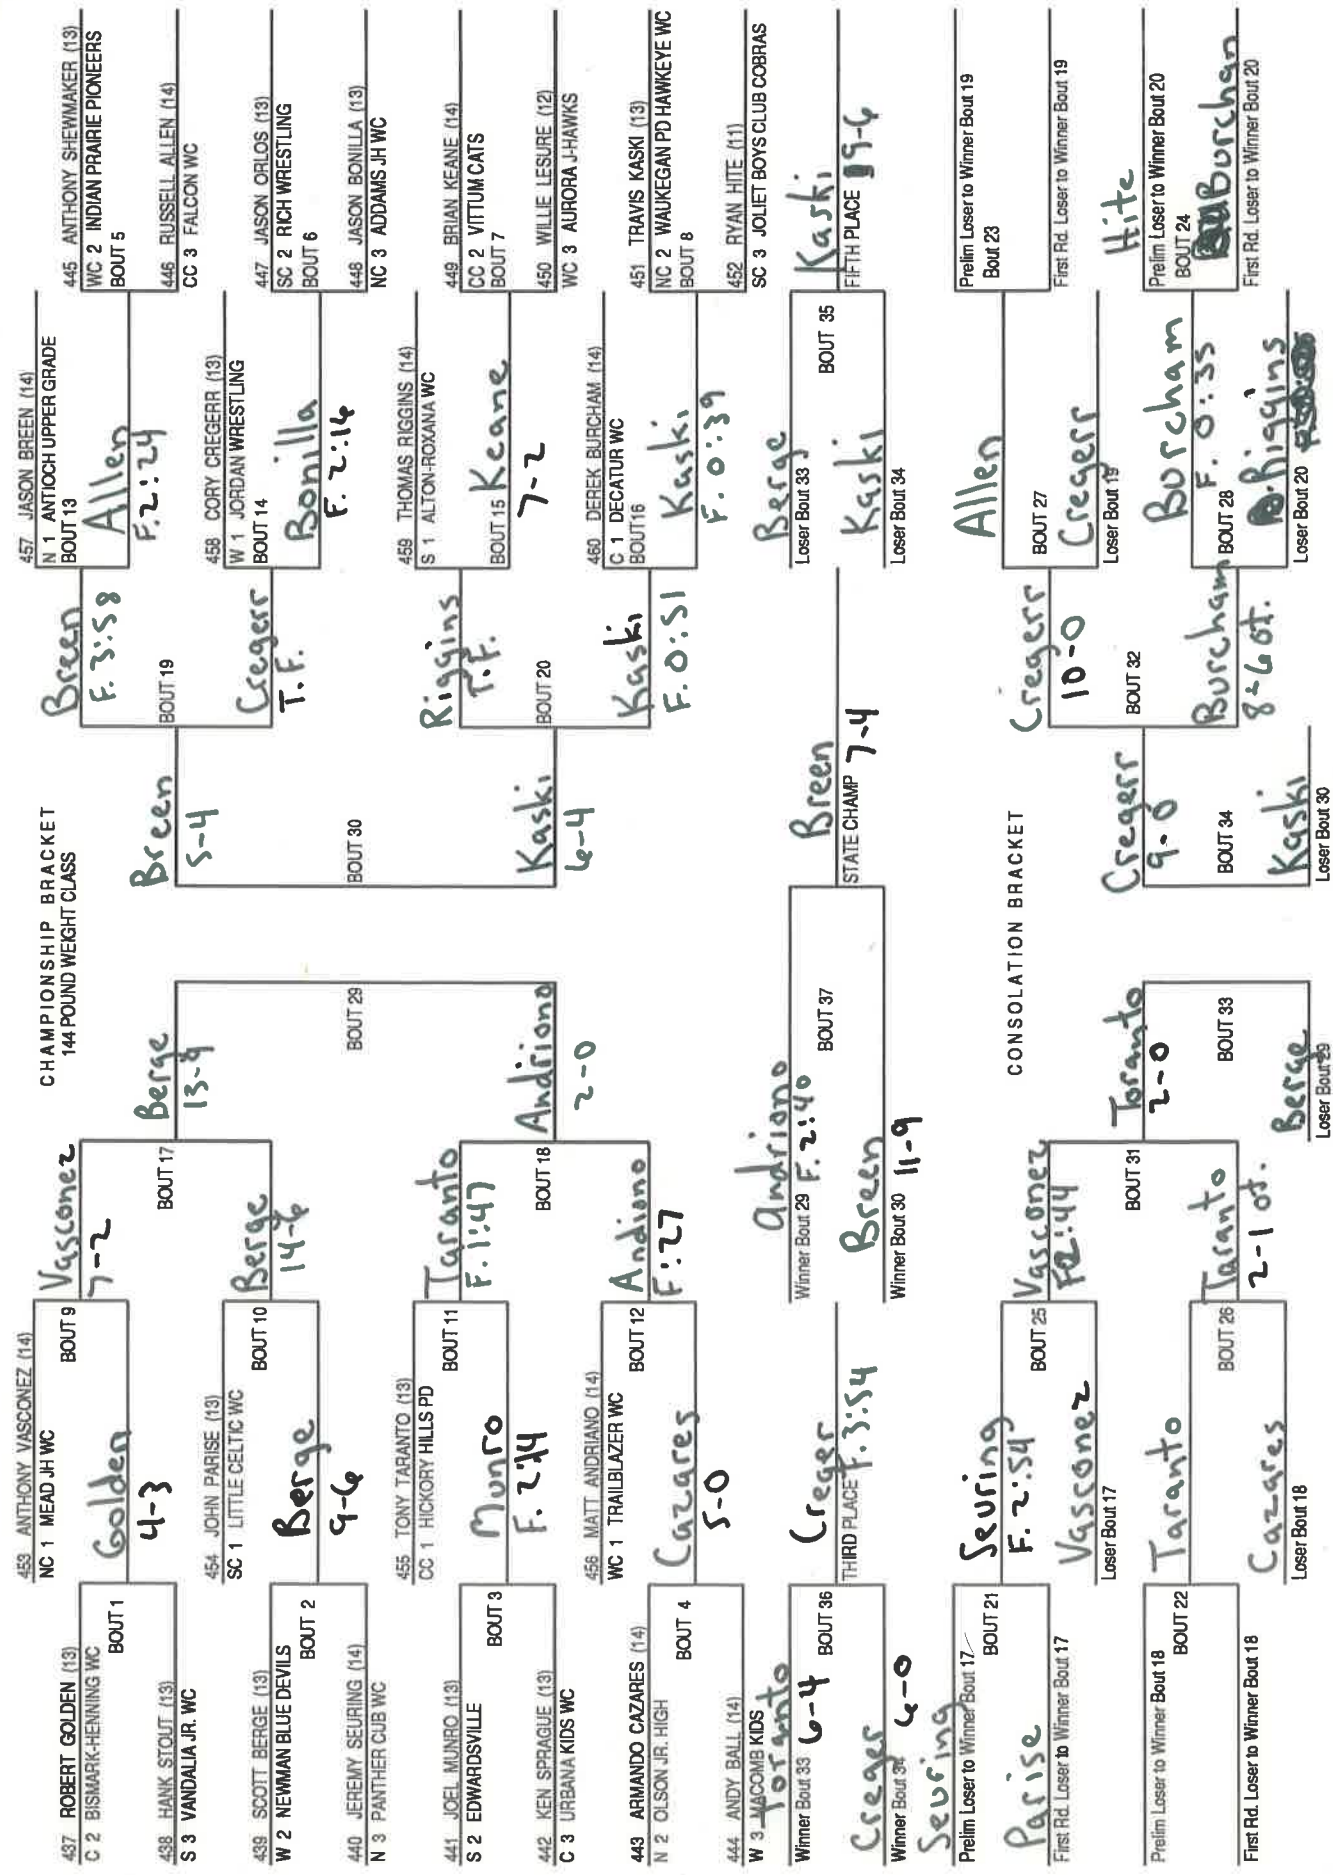 CHAMPIONSHIP BRACKET
144 POUND WEIGHT CLASS
437 ROBERT GOLDEN (13)
C 2 BISMARK-HENNING WC
BOUT 1
438 HANK STOUT (13)
S 3 VANDALIA JR. WC
439 SCOTT BERGE (13)
W 2 NEWMAN BLUE DEVILS
BOUT 2
440 JEREMY SEURING (14)
N 3 PANTHER CUB WC
441 JOEL MUNRO (13)
S 2 EDWARDSVILLE
BOUT 3
442 KEN SPRAGUE (13)
C 3 URBANA KIDS WC
443 ARMANDO CAZARES (14)
N 2 OLSON JR. HIGH
BOUT 4
444 ANDY BALL (14)
W 3 MACOMB KIDS
453 ANTHONY VASCONEZ (14)
NC 1 MEAD JH WC
BOUT 9
Golden
4-3
454 JOHN PARISE (13)
SC 1 LITTLE CELTIC WC
BOUT 10
Berge
9-6
455 TONY TARANTO (13)
CC 1 HICKORY HILLS PD
BOUT 11
Munro
F. 2:14
456 MATT ANDRIANO (14)
WC 1 TRAILBLAZER WC
BOUT 12
Cazares
5-0
Vasconez
7-2
BOUT 17
Berge
14-6
Taranto
F. 1:47
BOUT 18
Andiano
F :27
Berge
13-9
BOUT 29
Andriono
2-0
Breen
5-4
BOUT 30
Kaski
6-4
Breen
F. 3:58
BOUT 19
Cregerr
T.F.
Riggins
T.F.
BOUT 20
Kaski
F. 0:51
457 JASON BREEN (14)
N 1 ANTIOCH UPPER GRADE
BOUT 13
Allen
F. 2:24
458 CORY CREGERR (13)
W 1 JORDAN WRESTLING
BOUT 14
Bonilla
F. 2:16
459 THOMAS RIGGINS (14)
S 1 ALTON-ROXANA WC
BOUT 15
Keane
7-2
460 DEREK BURCHAM (14)
C 1 DECATUR WC
BOUT16
Kaski
F. 0:39
445 ANTHONY SHEWMAKER (13)
WC 2 INDIAN PRAIRIE PIONEERS
BOUT 5
446 RUSSELL ALLEN (14)
CC 3 FALCON WC
447 JASON ORLOS (13)
SC 2 RICH WRESTLING
BOUT 6
448 JASON BONILLA (13)
NC 3 ADDAMS JH WC
449 BRIAN KEANE (14)
CC 2 VITTUM CATS
BOUT 7
450 WILLIE LESURE (12)
WC 3 AURORA J-HAWKS
451 TRAVIS KASKI (13)
NC 2 WAUKEGAN PD HAWKEYE WC
BOUT 8
452 RYAN HITE (11)
SC 3 JOLIET BOYS CLUB COBRAS
Toranto
Winner Bout 33 6-4
BOUT 36
Creger
Winner Bout 34 6-0
Creger
THIRD PLACE F. 3:54
Andriono
Winner Bout 29 F. 2:40
BOUT 37
Breen
Winner Bout 30 11-9
Breen
STATE CHAMP 7-4
Berge
Loser Bout 33
BOUT 35
Kaski
Loser Bout 34
Kaski
FIFTH PLACE 9-6
CONSOLATION BRACKET
Seuring
Prelim Loser to Winner Bout 17
BOUT 21
Parise
First Rd. Loser to Winner Bout 17
Prelim Loser to Winner Bout 18
BOUT 22
First Rd. Loser to Winner Bout 18
Seuring
F. 2:54
BOUT 25
Vasconez
Loser Bout 17
Taranto
BOUT 26
Cazares
Loser Bout 18
Vasconez
F2:44
BOUT 31
Taranto
2-1 OT.
Toranto
2-0
BOUT 33
Berge
Loser Bout 29
Cregerr
9-0
BOUT 34
Kaski
Loser Bout 30
Cregerr
10-0
BOUT 32
Burcham
8-6 OT.
Allen
BOUT 27
Cregerr
Loser Bout 19
Burcham
F. 0:35
BOUT 28
Riggins
Loser Bout 20
Prelim Loser to Winner Bout 19
Bout 23
First Rd. Loser to Winner Bout 19
Hite
Prelim Loser to Winner Bout 20
BOUT 24
Burchan
First Rd. Loser to Winner Bout 20